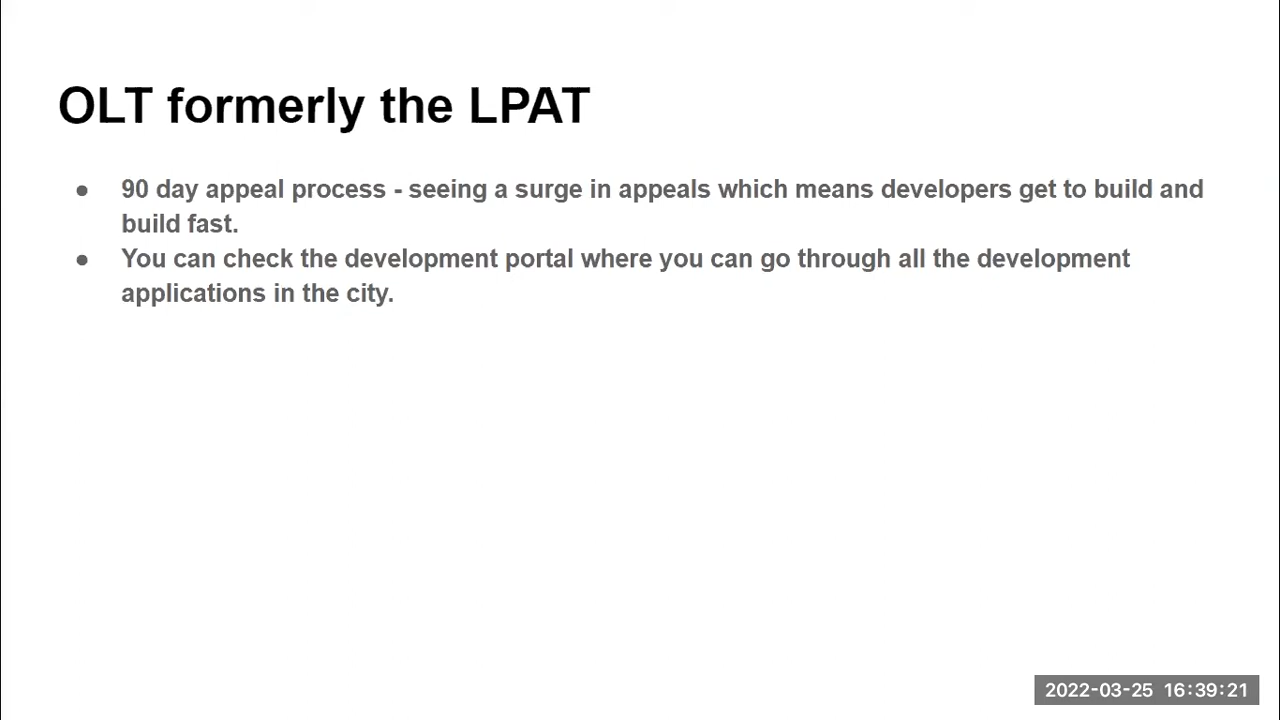 OLT formerly the LPAT
● 90 day appeal process - seeing a surge in appeals which means developers get to build and
build fast.
● You can check the development portal where you can go through all the development
applications in the city.
2022-03-25 16:39:21